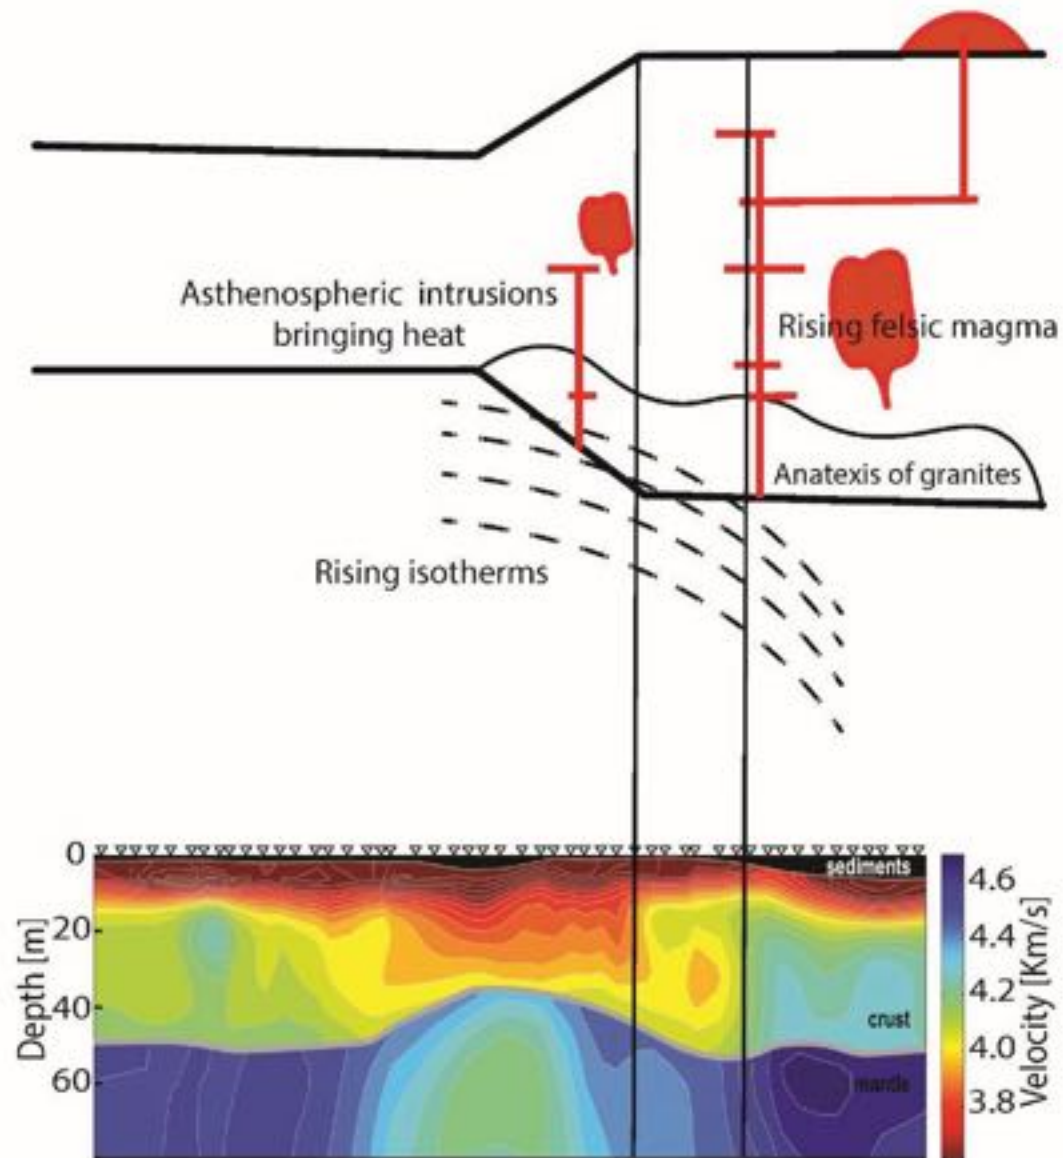 Asthenospheric intrusions
bringing heat
Rising felsic magma
Anatexis of granites
Rising isotherms
0
20
40
60
Depth [m]
sediments
crust
mantle
4.6
4.4
4.2
4.0
3.8
Velocity [Km/s]